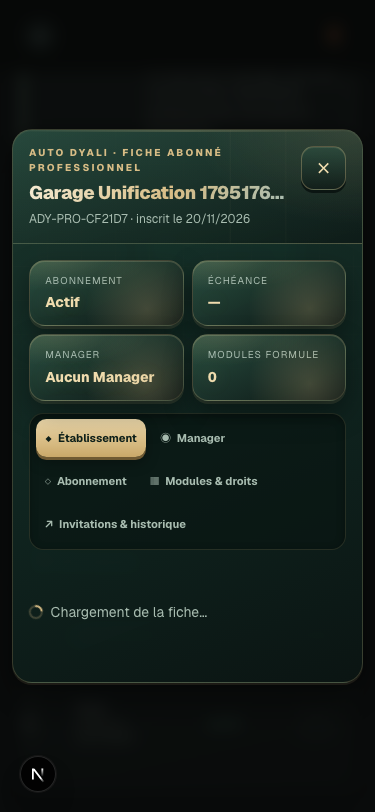 AUTO DYALI · FICHE ABONNÉ
PROFESSIONNEL
Garage Unification 1795176...
ADY-PRO-CF21D7 · inscrit le 20/11/2026
ABONNEMENT
Actif
ÉCHÉANCE
—
MANAGER
Aucun Manager
MODULES FORMULE
0
Établissement
Manager
Abonnement
Modules & droits
Invitations & historique
Chargement de la fiche...
N